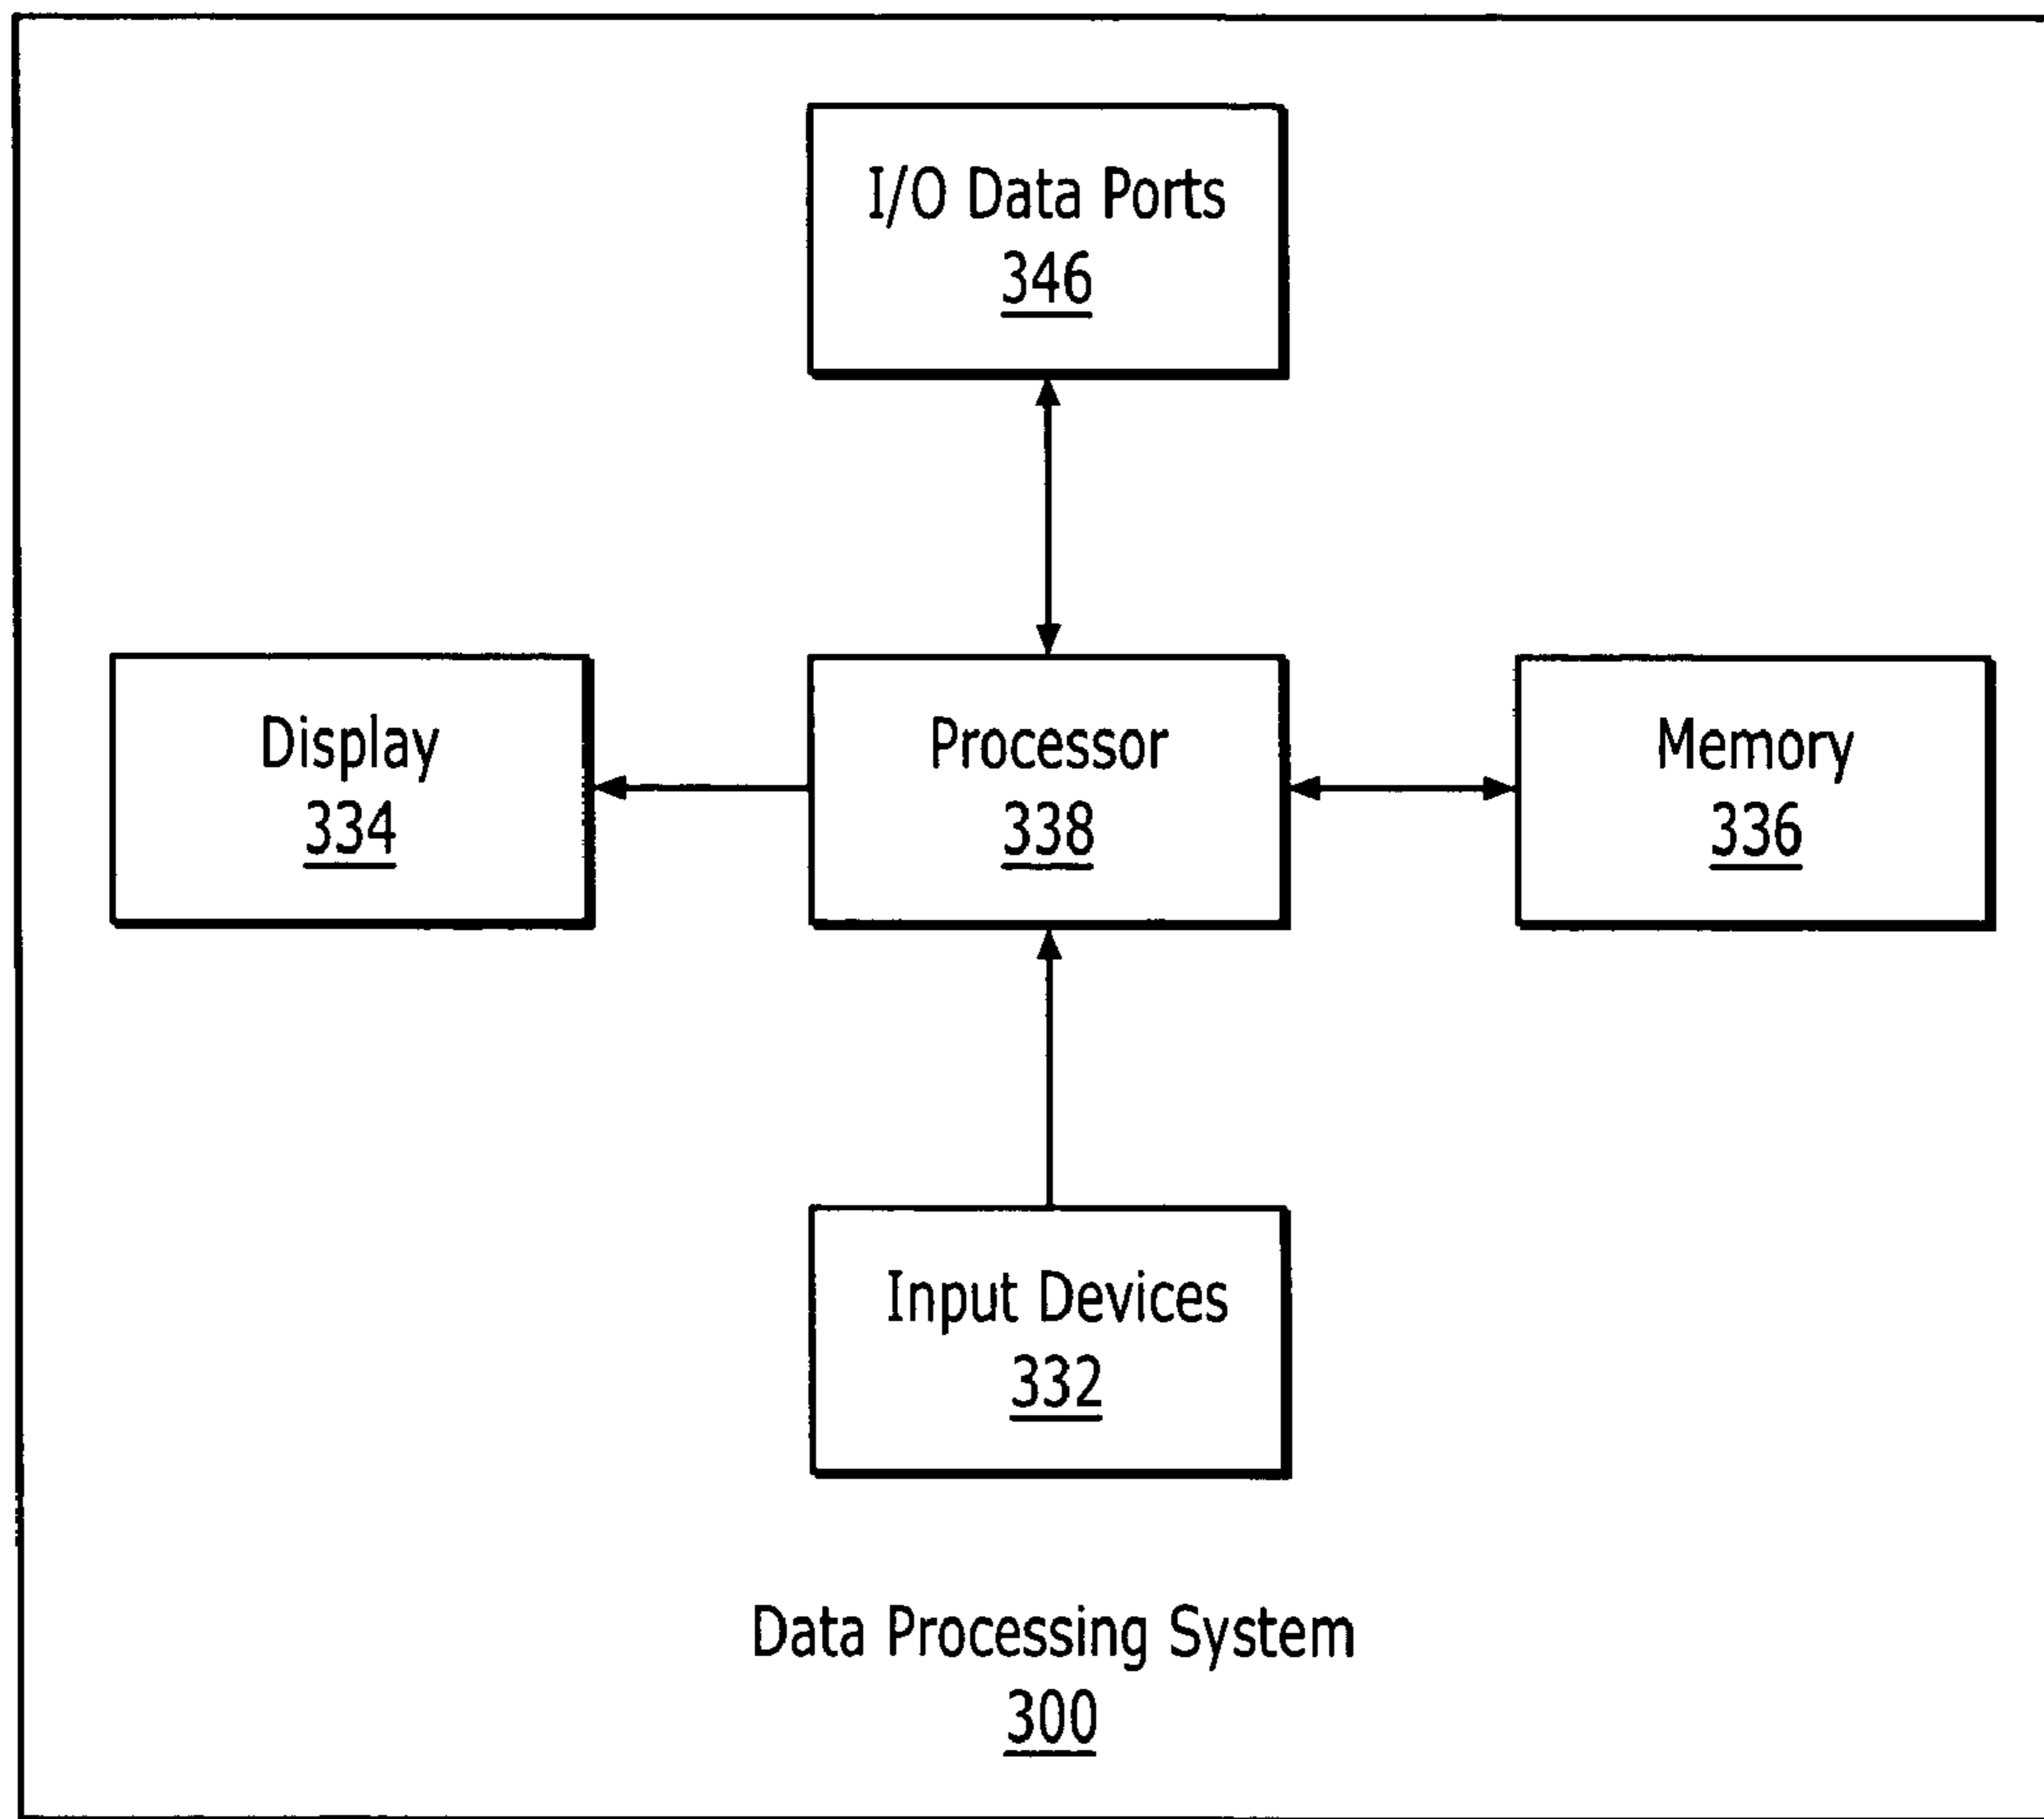 I/O Data Ports
346
Display
334
Processor
338
Memory
336
Input Devices
332
Data Processing System
300